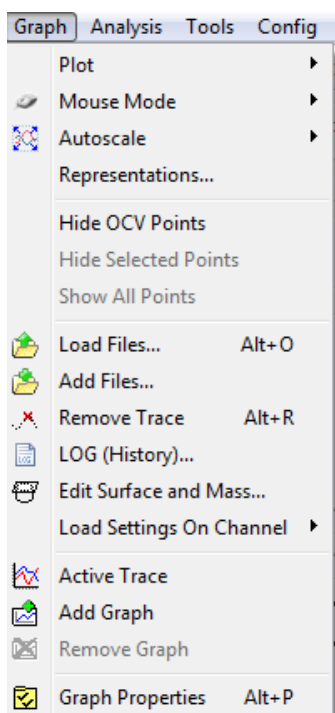 Graph Analysis Tools Config
Plot
Mouse Mode
Autoscale
Representations...
Hide OCV Points
Hide Selected Points
Show All Points
Load Files... Alt+O
Add Files...
Remove Trace Alt+R
LOG (History)...
Edit Surface and Mass...
Load Settings On Channel
Active Trace
Add Graph
Remove Graph
Graph Properties Alt+P